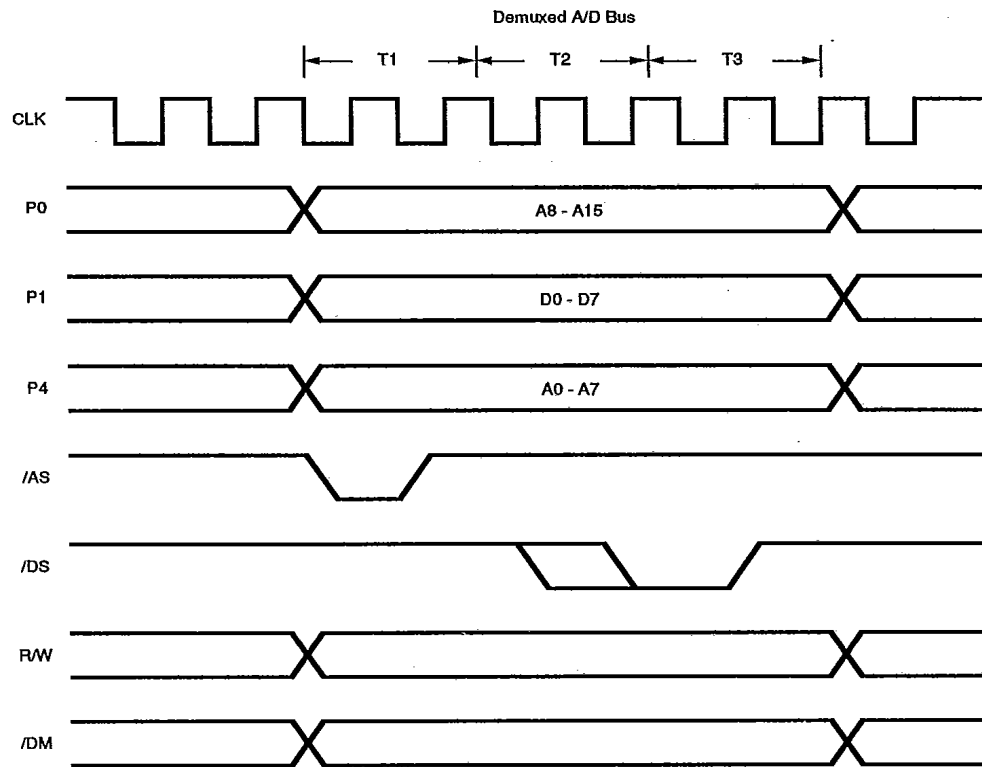 Demuxed A/D Bus
T1 T2 T3
CLK
P0 A8 - A15
P1 D0 - D7
P4 A0 - A7
/AS
/DS
R/W
/DM